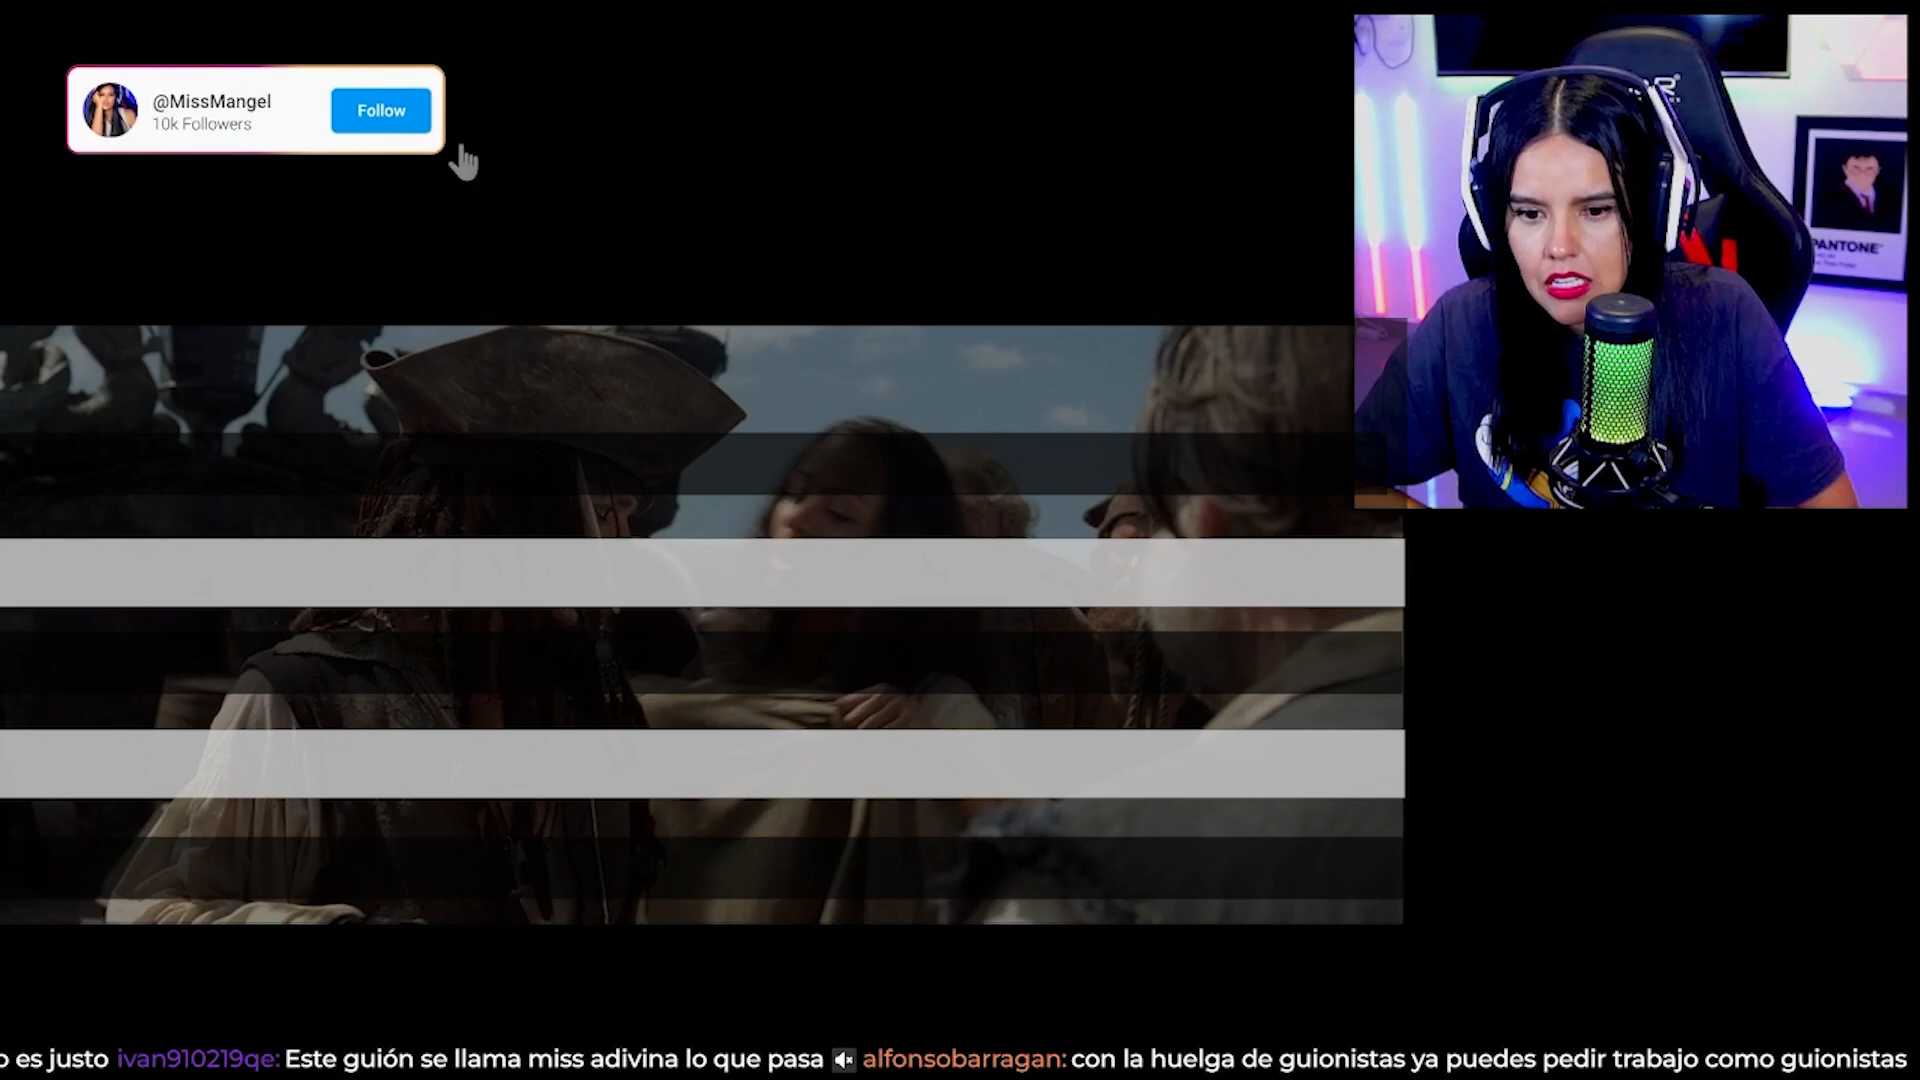 @MissMangel
10k Followers
Follow
PANTONE
o es justo ivan910219qe: Este guión se llama miss adivina lo que pasa alfonsobarragan: con la huelga de guionistas ya puedes pedir trabajo como guionistas